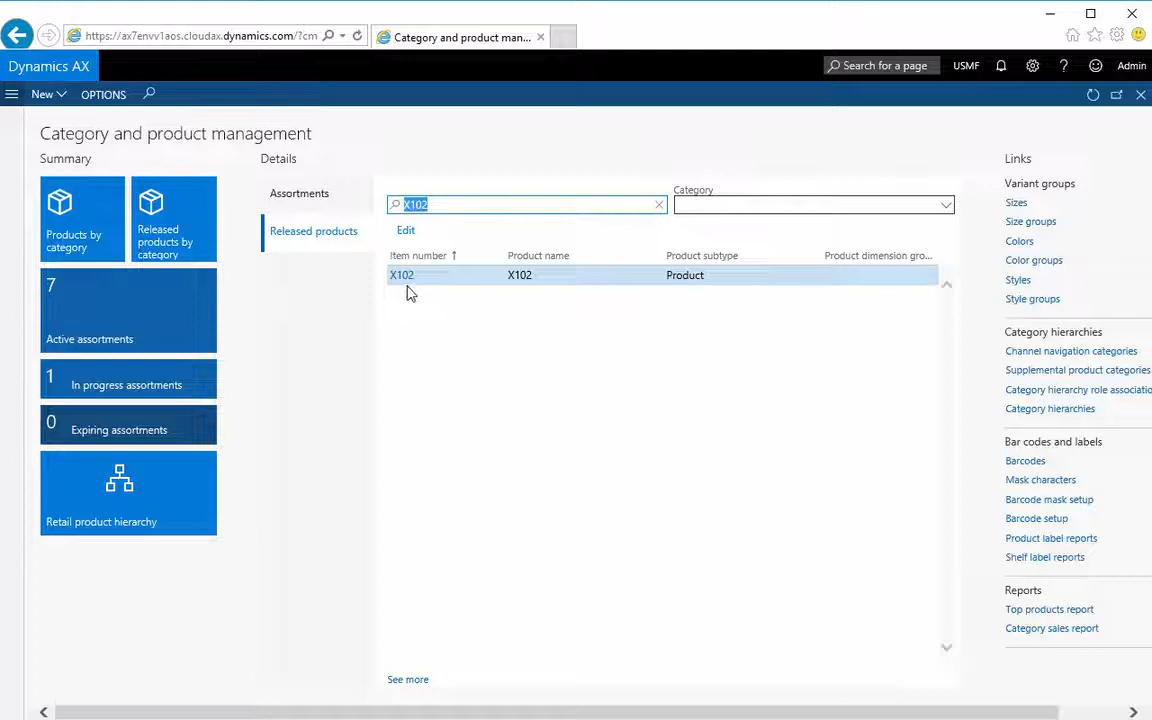 https://ax7envv1aos.cloudax.dynamics.com/?cm
Category and product man...
Dynamics AX
Search for a page
USMF
?
Admin
New
OPTIONS
Category and product management
Summary
Products by
category
Released
products by
category
7
Active assortments
1
In progress assortments
0
Expiring assortments
Retail product hierarchy
Details
Assortments
Released products
X102
Category
Edit
Item number
Product name
Product subtype
Product dimension gro...
X102
X102
Product
See more
Links
Variant groups
Sizes
Size groups
Colors
Color groups
Styles
Style groups
Category hierarchies
Channel navigation categories
Supplemental product categories
Category hierarchy role associatio
Category hierarchies
Bar codes and labels
Barcodes
Mask characters
Barcode mask setup
Barcode setup
Product label reports
Shelf label reports
Reports
Top products report
Category sales report